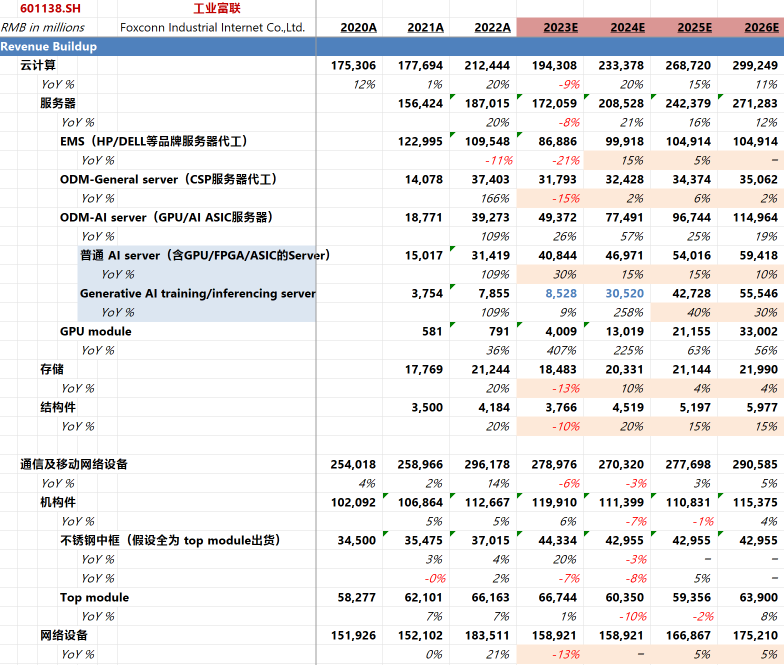 601138.SH 工业富联
RMB in millions Foxconn Industrial Internet Co.,Ltd. 2020A 2021A 2022A 2023E 2024E 2025E 2026E
Revenue Buildup
云计算 175,306 177,694 212,444 194,308 233,378 268,720 299,249
YoY % 12% 1% 20% -9% 20% 15% 11%
服务器 156,424 187,015 172,059 208,528 242,379 271,283
YoY % 20% -8% 21% 16% 12%
EMS（HP/DELL等品牌服务器代工） 122,995 109,548 86,886 99,918 104,914 104,914
YoY % -11% -21% 15% 5% –
ODM-General server（CSP服务器代工） 14,078 37,403 31,793 32,428 34,374 35,062
YoY % 166% -15% 2% 6% 2%
ODM-AI server（GPU/AI ASIC服务器） 18,771 39,273 49,372 77,491 96,744 114,964
YoY % 109% 26% 57% 25% 19%
普通 AI server（含GPU/FPGA/ASIC的Server） 15,017 31,419 40,844 46,971 54,016 59,418
YoY % 109% 30% 15% 15% 10%
Generative AI training/inferencing server 3,754 7,855 8,528 30,520 42,728 55,546
YoY % 109% 9% 258% 40% 30%
GPU module 581 791 4,009 13,019 21,155 33,002
YoY % 36% 407% 225% 63% 56%
存储 17,769 21,244 18,483 20,331 21,144 21,990
YoY % 20% -13% 10% 4% 4%
结构件 3,500 4,184 3,766 4,519 5,197 5,977
YoY % 20% -10% 20% 15% 15%
通信及移动网络设备 254,018 258,966 296,178 278,976 270,320 277,698 290,585
YoY % 4% 2% 14% -6% -3% 3% 5%
机构件 102,092 106,864 112,667 119,910 111,399 110,831 115,375
YoY % 5% 5% 6% -7% -1% 4%
不锈钢中框（假设全为 top module出货） 34,500 35,475 37,015 44,334 42,955 42,955 42,955
YoY % 3% 4% 20% -3% – –
YoY % -0% 2% -7% -8% 5% –
Top module 58,277 62,101 66,163 66,744 60,350 59,356 63,900
YoY % 7% 7% 1% -10% -2% 8%
网络设备 151,926 152,102 183,511 158,921 158,921 166,867 175,210
YoY % 0% 21% -13% – 5% 5%